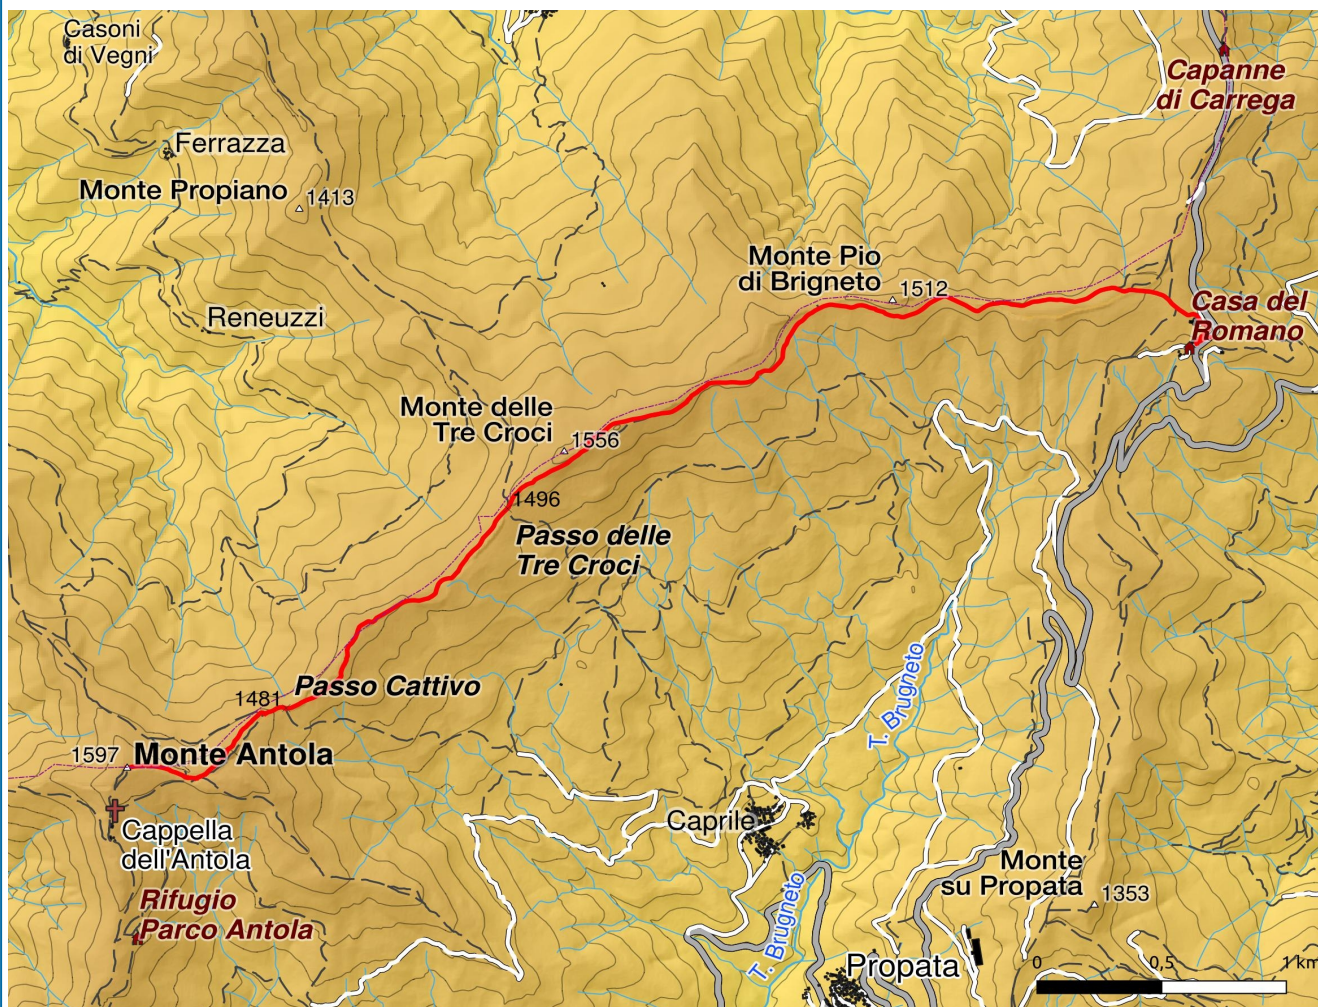 Casoni
di Vegni
Capanne
di Carrega
Ferrazza
Monte Propiano
1413
Monte Pio
di Brigneto
1512
Casa del
Romano
Reneuzzi
Monte delle
Tre Croci
1556
1496
Passo delle
Tre Croci
T. Brugneto
Passo Cattivo
1481
1597
Monte Antola
Caprile
Cappella
dell'Antola
Monte
su Propata
1353
Rifugio
Parco Antola
T. Brugneto
Propata
0
0,5
1 km